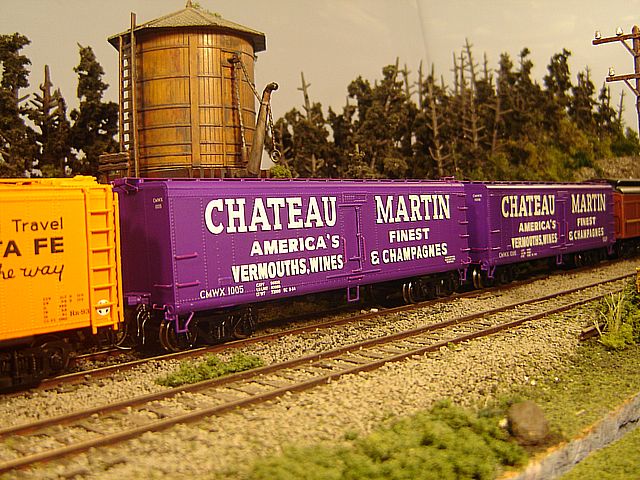 Travel
TA FE
the way
CHATEAU MARTIN
AMERICA'S FINEST
VERMOUTHS, WINES & CHAMPAGNES
CMWX 1005
CHATEAU MARTIN
AMERICA'S FINEST
VERMOUTHS, WINES & CHAMPAGNES